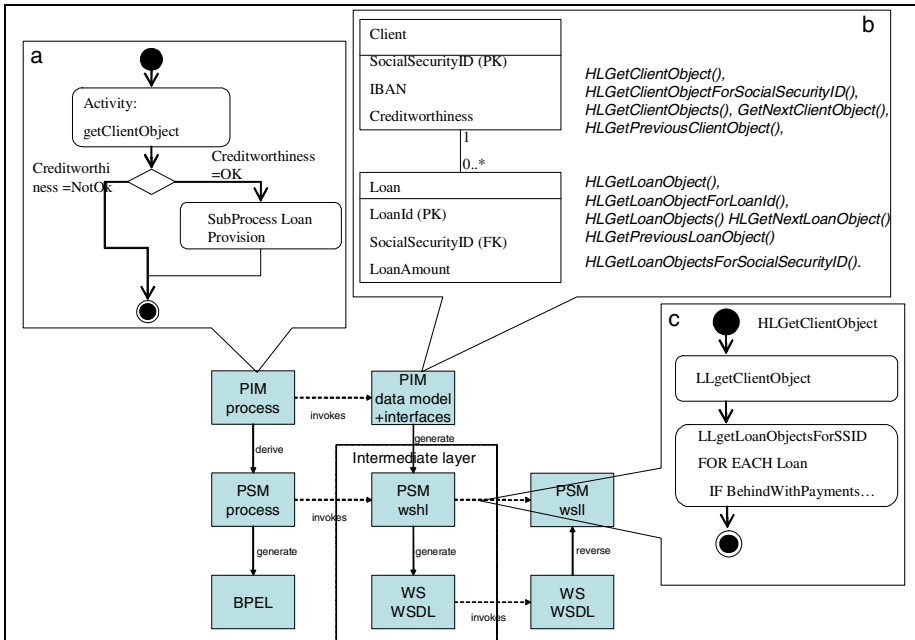 a
Activity:
getClientObject
Creditworthi
ness =NotOk
Creditworthiness
=OK
SubProcess Loan
Provision
b
Client
SocialSecurityID (PK)
IBAN
Creditworthiness
1
0..*
Loan
LoanId (PK)
SocialSecurityID (FK)
LoanAmount
HLGetClientObject(),
HLGetClientObjectForSocialSecurityID(),
HLGetClientObjects(), GetNextClientObject(),
HLGetPreviousClientObject(),
HLGetLoanObject(),
HLGetLoanObjectForLoanId(),
HLGetLoanObjects() HLGetNextLoanObject()
HLGetPreviousLoanObject()
HLGetLoanObjectsForSocialSecurityID().
c
HLGetClientObject
LLgetClientObject
LLgetLoanObjectsForSSID
FOR EACH Loan
IF BehindWithPayments…
PIM
process
invokes
PIM
data model
+interfaces
derive
generate
Intermediate layer
PSM
process
invokes
PSM
wshl
PSM
wsll
generate
generate
reverse
BPEL
WS
WSDL
invokes
WS
WSDL